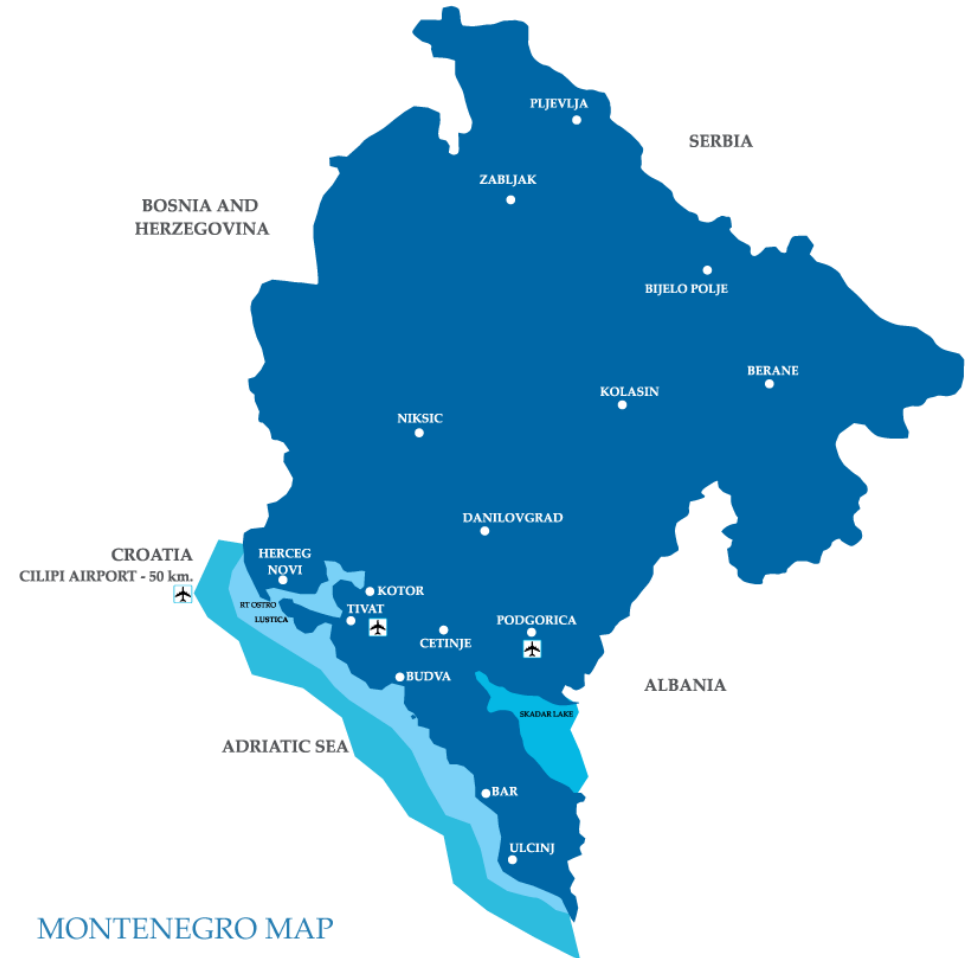 PLJEVLJA
SERBIA
ZABLJAK
BOSNIA AND
HERZEGOVINA
BIJELO POLJE
BERANE
KOLASIN
NIKSIC
DANILOVGRAD
CROATIA
CILIPI AIRPORT - 50 km.
HERCEG
NOVI
KOTOR
RT OSTRO
TIVAT
LUSTICA
PODGORICA
CETINJE
BUDVA
ALBANIA
SKADAR LAKE
ADRIATIC SEA
BAR
ULCINJ
MONTENEGRO MAP